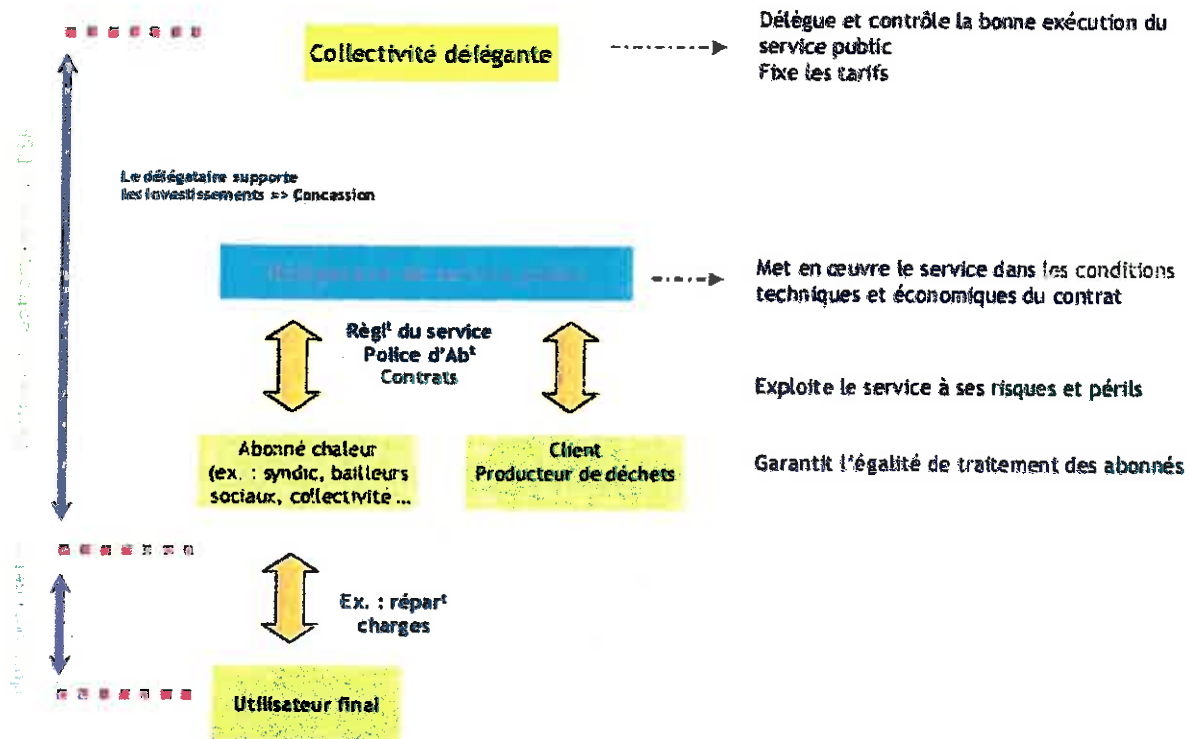 Collectivité délégante
Délègue et contrôle la bonne exécution du
service public
Fixe les tarifs
Le délégataire supporte
les investissements => Concession
Met en œuvre le service dans les conditions
techniques et économiques du contrat
Règlᵗ du service
Police d'Abᵗ
Contrats
Exploite le service à ses risques et périls
Abonné chaleur
(ex. : syndic, bailleurs
sociaux, collectivité ...
Client
Producteur de déchets
Garantit l'égalité de traitement des abonnés
Ex. : réparᵗ
charges
Utilisateur final